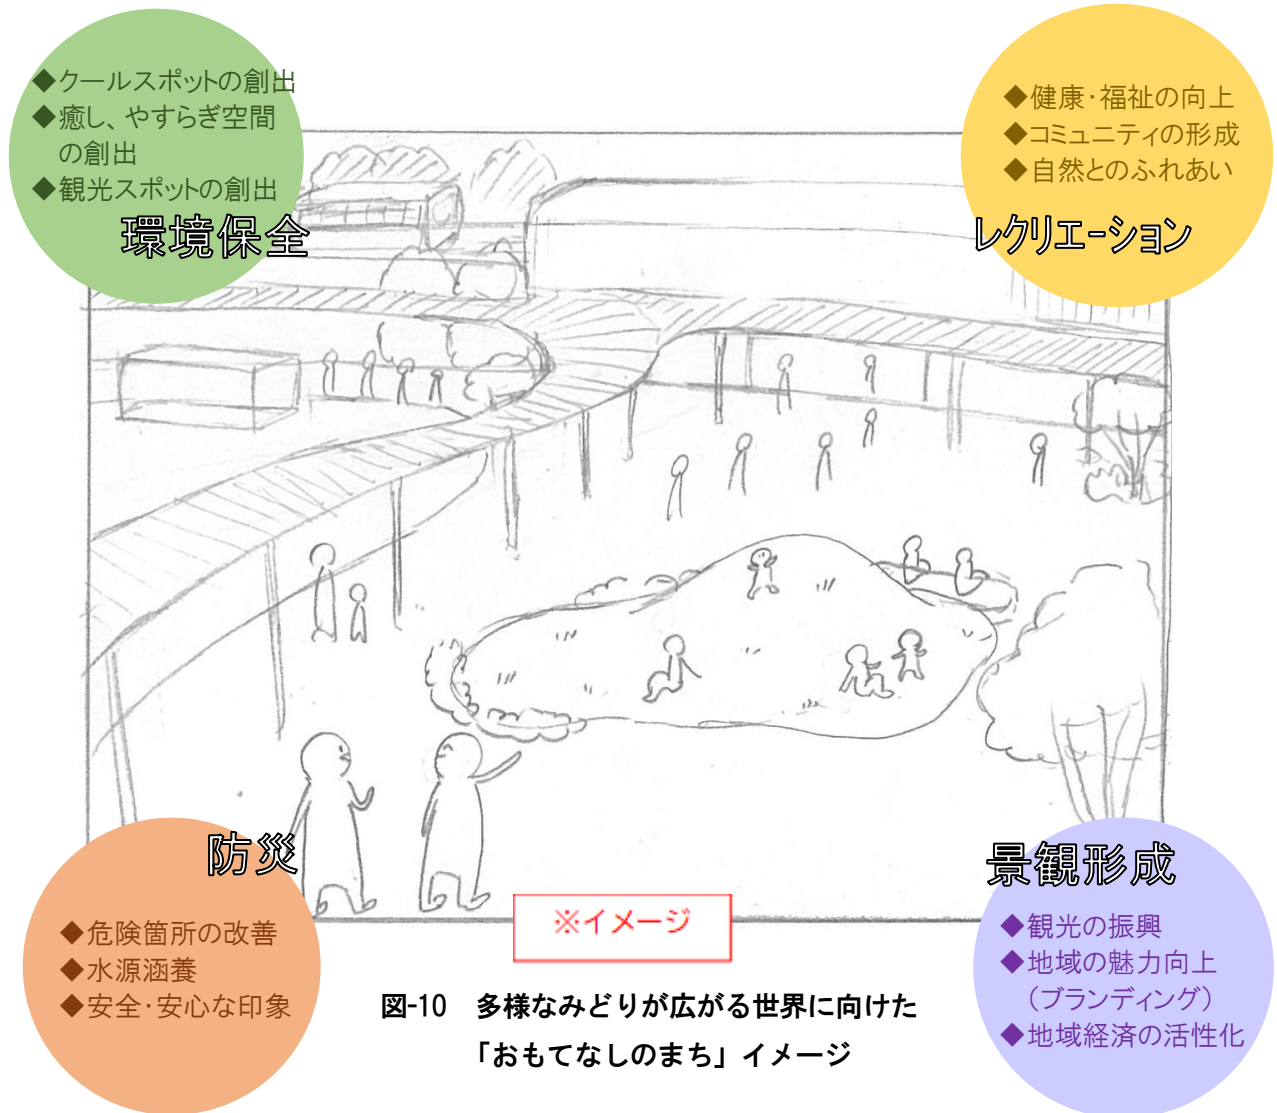 ◆クールスポットの創出
◆癒し、やすらぎ空間
の創出
◆観光スポットの創出
環境保全
◆健康・福祉の向上
◆コミュニティの形成
◆自然とのふれあい
レクリエーション
防災
◆危険箇所の改善
◆水源涵養
◆安全・安心な印象
景観形成
◆観光の振興
◆地域の魅力向上
（ブランディング）
◆地域経済の活性化
※イメージ
図-10　多様なみどりが広がる世界に向けた
「おもてなしのまち」イメージ